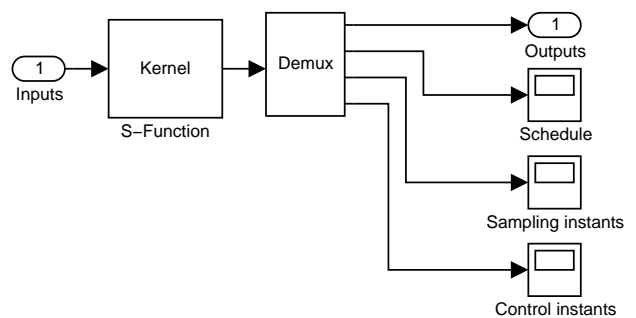 1
Inputs
Kernel
S−Function
Demux
1
Outputs
Schedule
Sampling instants
Control instants